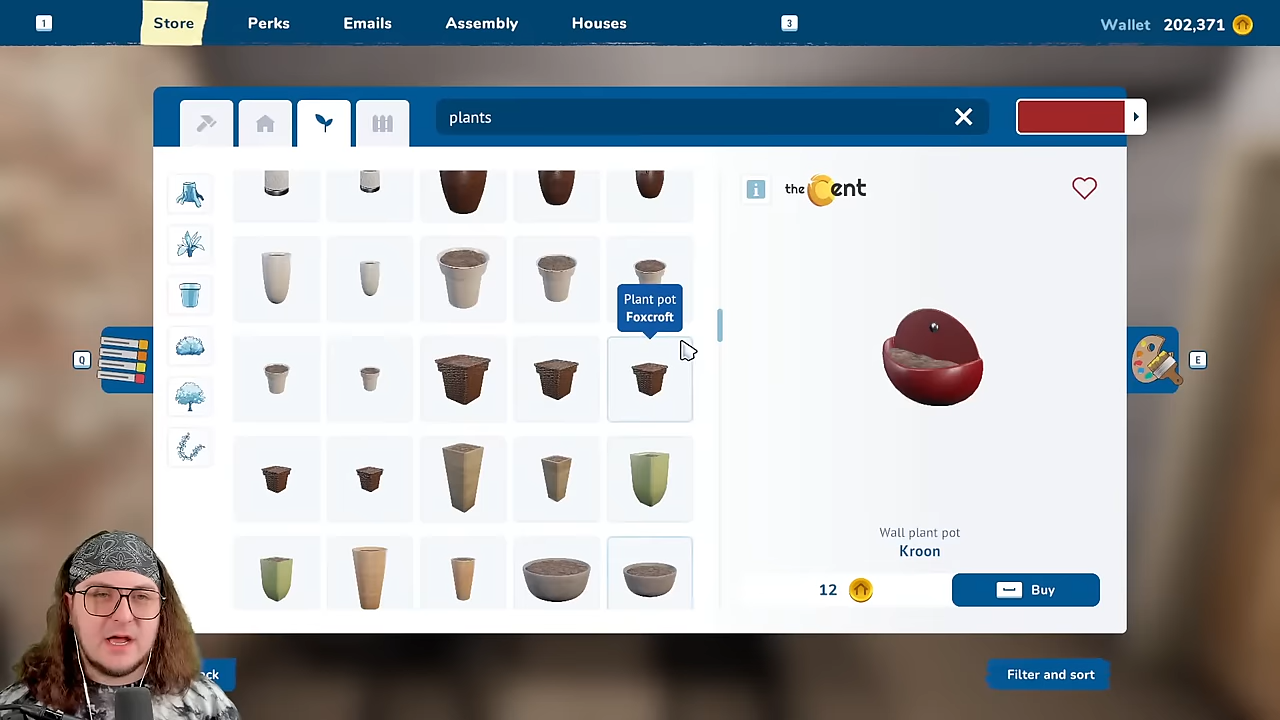 1
Store
Perks
Emails
Assembly
Houses
3
Wallet 202,371
plants
i
the Cent
Plant pot
Foxcroft
Q
E
Wall plant pot
Kroon
12
Buy
ck
Filter and sort